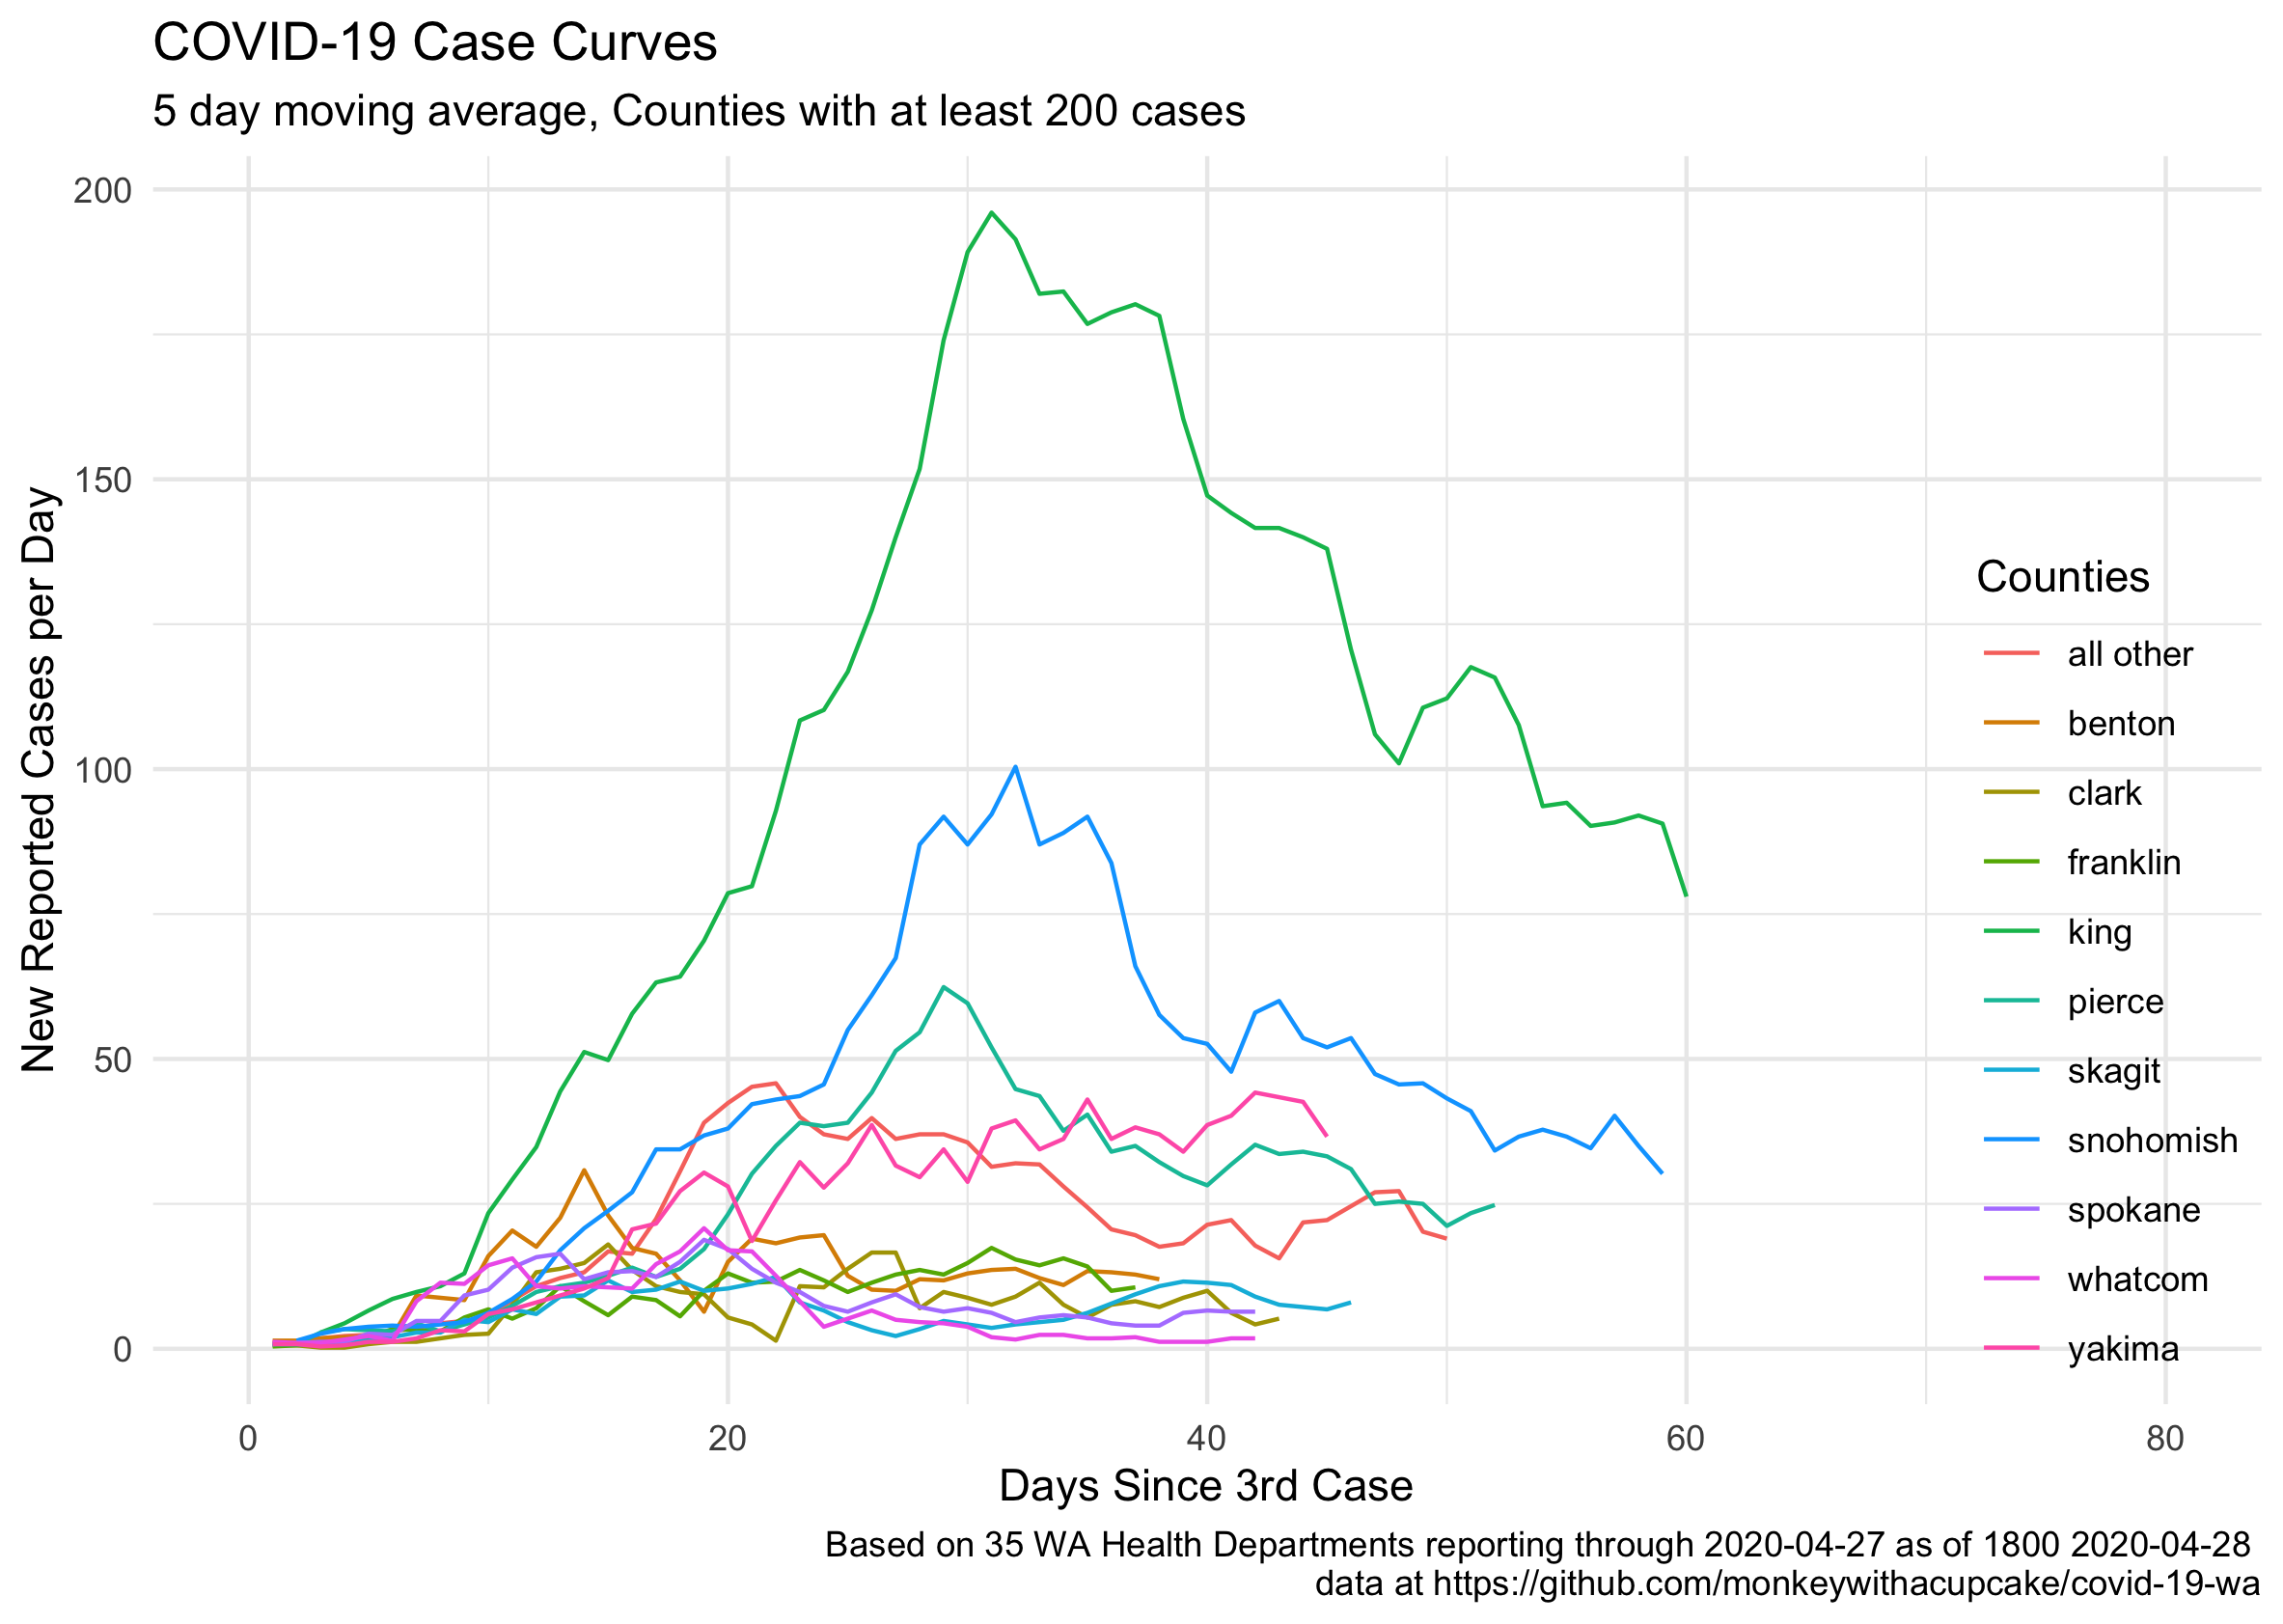 COVID-19 Case Curves
5 day moving average, Counties with at least 200 cases
New Reported Cases per Day
200
150
100
50
0
Counties
all other
benton
clark
franklin
king
pierce
skagit
snohomish
spokane
whatcom
yakima
0 20 40 60 80
Days Since 3rd Case
Based on 35 WA Health Departments reporting through 2020-04-27 as of 1800 2020-04-28
data at https://github.com/monkeywithacupcake/covid-19-wa